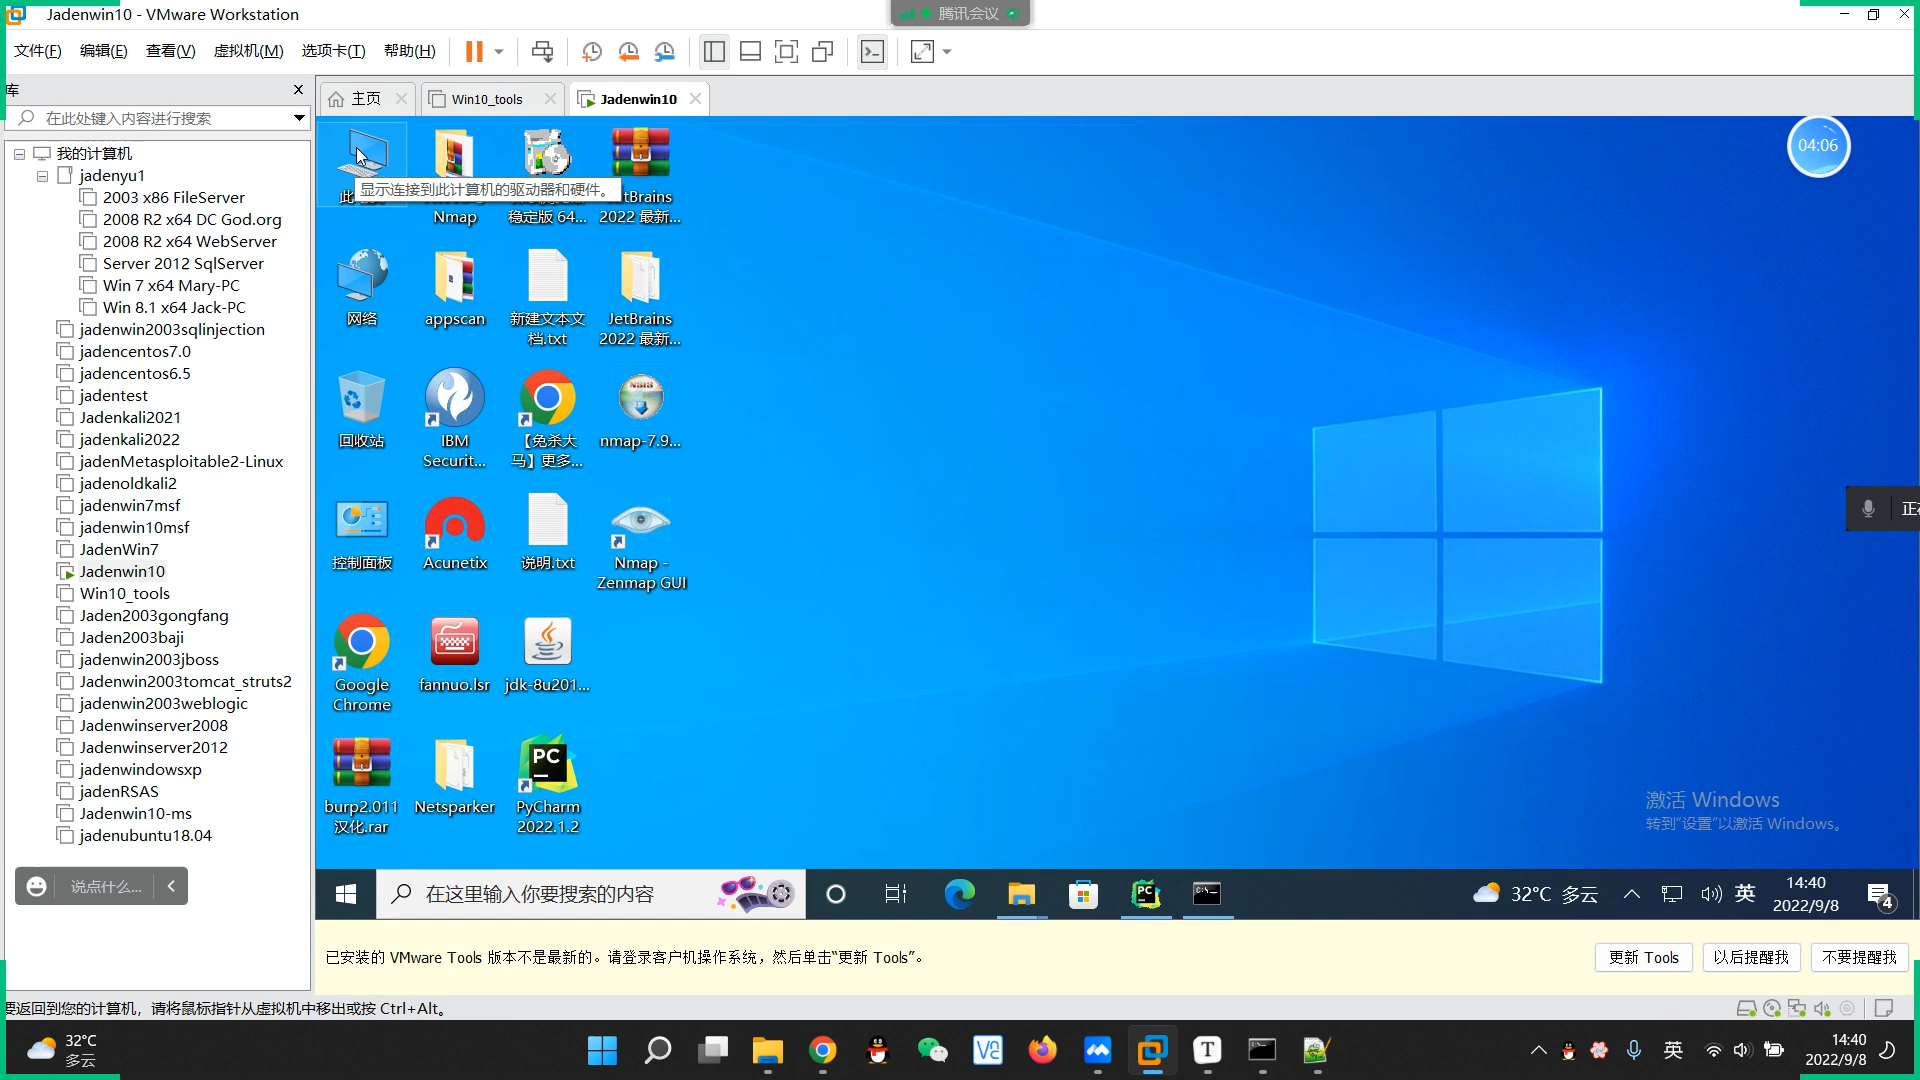 Jadenwin10 - VMware Workstation
腾讯会议
文件(F) 编辑(E) 查看(V) 虚拟机(M) 选项卡(T) 帮助(H)
库
在此处键入内容进行搜索
主页
Win10_tools
Jadenwin10
我的计算机
jadenyu1
2003 x86 FileServer
2008 R2 x64 DC God.org
2008 R2 x64 WebServer
Server 2012 SqlServer
Win 7 x64 Mary-PC
Win 8.1 x64 Jack-PC
jadenwin2003sqlinjection
jadencentos7.0
jadencentos6.5
jadentest
Jadenkali2021
jadenkali2022
jadenMetasploitable2-Linux
jadenoldkali2
jadenwin7msf
jadenwin10msf
JadenWin7
Jadenwin10
Win10_tools
Jaden2003gongfang
Jaden2003baji
jadenwin2003jboss
Jadenwin2003tomcat_struts2
jadenwin2003weblogic
Jadenwinserver2008
Jadenwinserver2012
jadenwindowsxp
jadenRSAS
Jadenwin10-ms
jadenubuntu18.04
说点什么...
04:06
显示连接到此计算机的驱动器和硬件。
此
Nmap
稳定版 64...
tBrains
2022 最新...
网络
appscan
新建文本文
档.txt
JetBrains
2022 最新...
回收站
IBM
Securit...
【免杀大
马】更多...
NSIS
nmap-7.9...
控制面板
Acunetix
说明.txt
Nmap -
Zenmap GUI
Google
Chrome
fannuo.lsr
jdk-8u201...
burp2.011
汉化.rar
Netsparker
PC
PyCharm
2022.1.2
正在
激活 Windows
转到“设置”以激活 Windows。
在这里输入你要搜索的内容
PC
32°C 多云
英
14:40
2022/9/8
4
已安装的 VMware Tools 版本不是最新的。请登录客户机操作系统，然后单击“更新 Tools”。
更新 Tools
以后提醒我
不要提醒我
要返回到您的计算机，请将鼠标指针从虚拟机中移出或按 Ctrl+Alt。
32°C
多云
T
英
14:40
2022/9/8